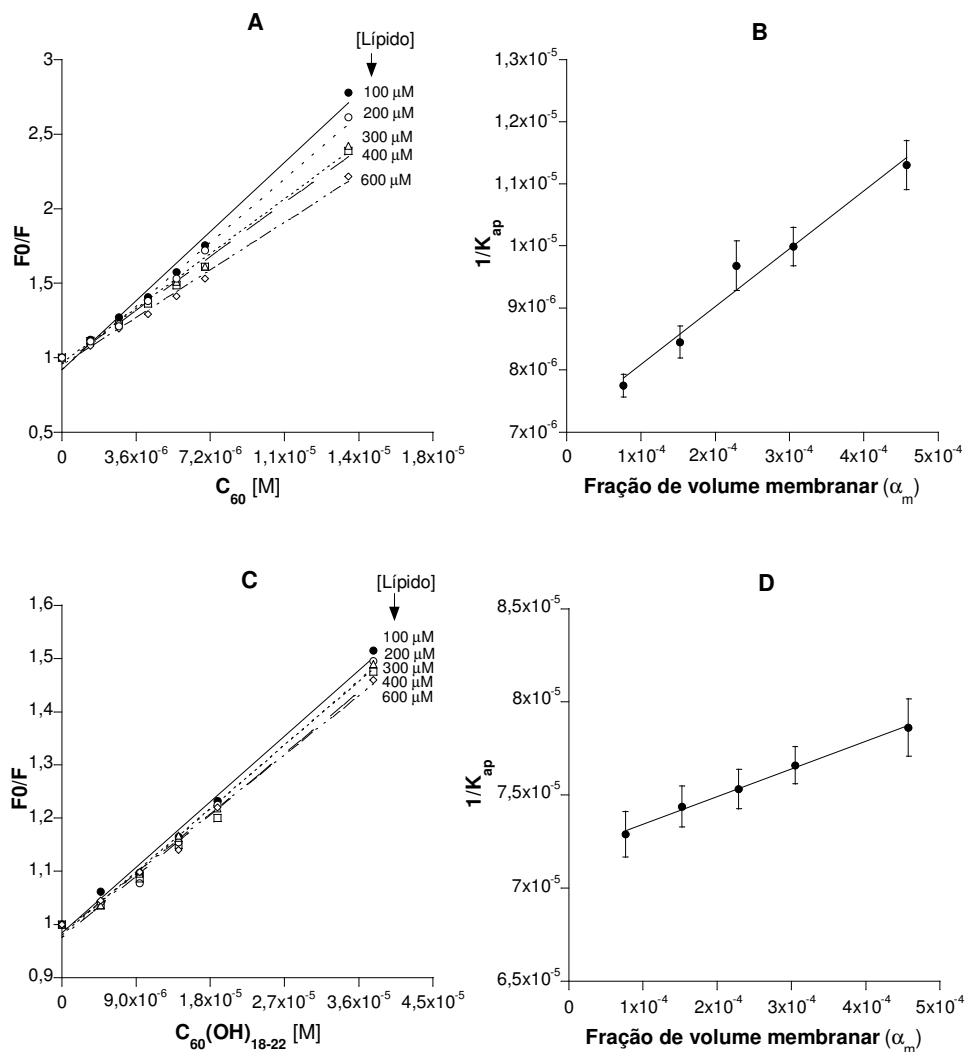 A
[Lípido]
3
2,5
2
1,5
1
0,5
F0/F
100 µM
200 µM
300 µM
400 µM
600 µM
0
3,6x10⁻⁶
7,2x10⁻⁶
1,1x10⁻⁵
1,4x10⁻⁵
1,8x10⁻⁵
C₆₀ [M]
B
1,3x10⁻⁵
1,2x10⁻⁵
1,1x10⁻⁵
1x10⁻⁵
9x10⁻⁶
8x10⁻⁶
7x10⁻⁶
1/Kₐₚ
0
1x10⁻⁴
2x10⁻⁴
3x10⁻⁴
4x10⁻⁴
5x10⁻⁴
Fração de volume membranar (αₘ)
C
[Lípido]
1,6
1,5
1,4
1,3
1,2
1,1
1
0,9
F0/F
100 µM
200 µM
300 µM
400 µM
600 µM
0
9,0x10⁻⁶
1,8x10⁻⁵
2,7x10⁻⁵
3,6x10⁻⁵
4,5x10⁻⁵
C₆₀(OH)₁₈₋₂₂ [M]
D
8,5x10⁻⁵
8x10⁻⁵
7,5x10⁻⁵
7x10⁻⁵
6,5x10⁻⁵
1/Kₐₚ
0
1x10⁻⁴
2x10⁻⁴
3x10⁻⁴
4x10⁻⁴
5x10⁻⁴
Fração de volume membranar (αₘ)